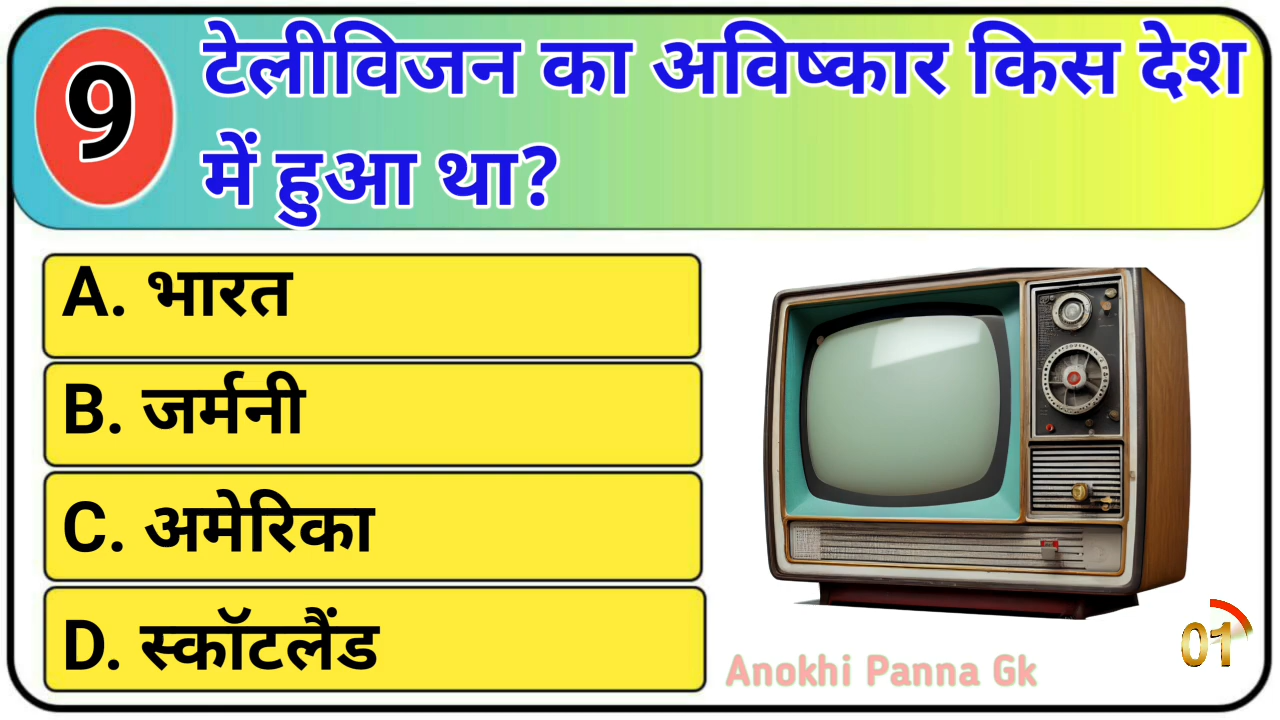 9
टेलीविजन का अविष्कार किस देश
में हुआ था?
A. भारत
B. जर्मनी
C. अमेरिका
D. स्कॉटलैंड
Anokhi Panna Gk
01